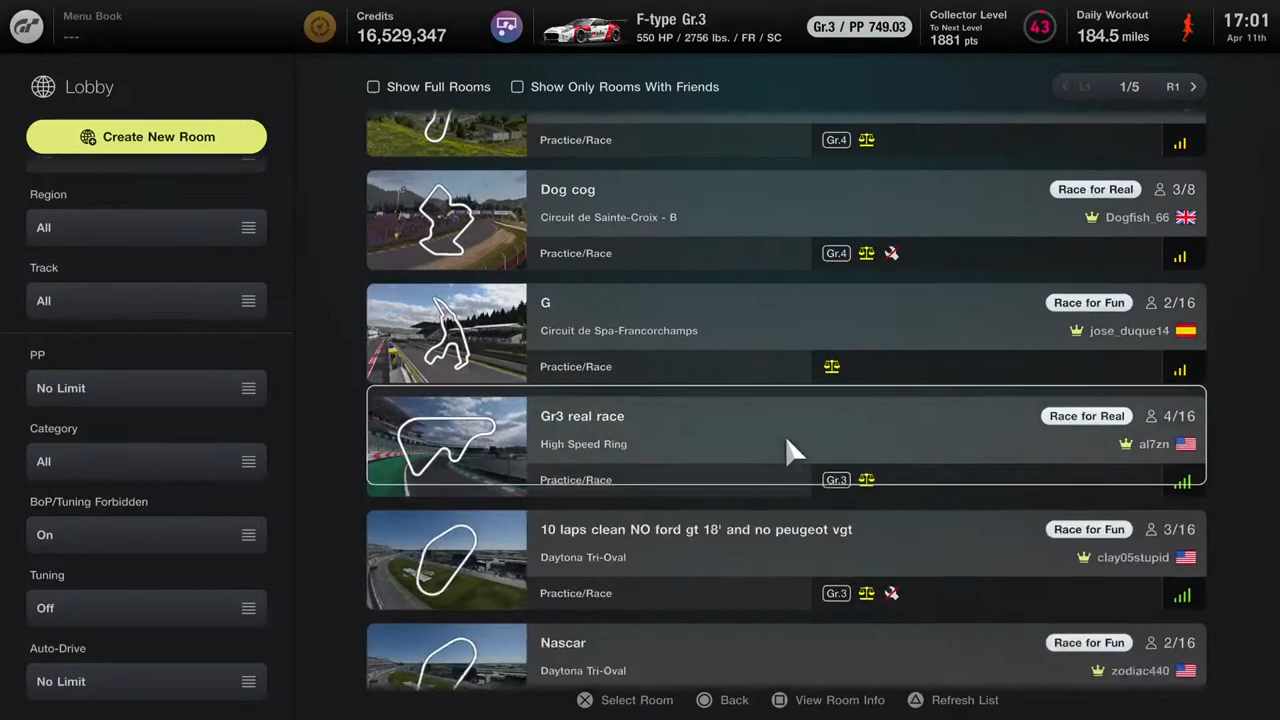 Menu Book
---
Credits
16,529,347
F-type Gr.3
550 HP / 2756 lbs. / FR / SC
Gr.3 / PP 749.03
Collector Level
To Next Level
1881 pts
43
Daily Workout
184.5 miles
17:01
Apr 11th
Lobby
Create New Room
Region
All
Track
All
PP
No Limit
Category
All
BoP/Tuning Forbidden
On
Tuning
Off
Auto-Drive
No Limit
Show Full Rooms
Show Only Rooms With Friends
L1
1/5
R1
Practice/Race
Gr.4
Dog cog
Race for Real
3/8
Circuit de Sainte-Croix - B
Dogfish_66
Practice/Race
Gr.4
G
Race for Fun
2/16
Circuit de Spa-Francorchamps
jose_duque14
Practice/Race
Gr3 real race
Race for Real
4/16
High Speed Ring
al7zn
Practice/Race
Gr.3
10 laps clean NO ford gt 18' and no peugeot vgt
Race for Fun
3/16
Daytona Tri-Oval
clay05stupid
Practice/Race
Gr.3
Nascar
Race for Fun
2/16
Daytona Tri-Oval
zodiac440
Select Room
Back
View Room Info
Refresh List